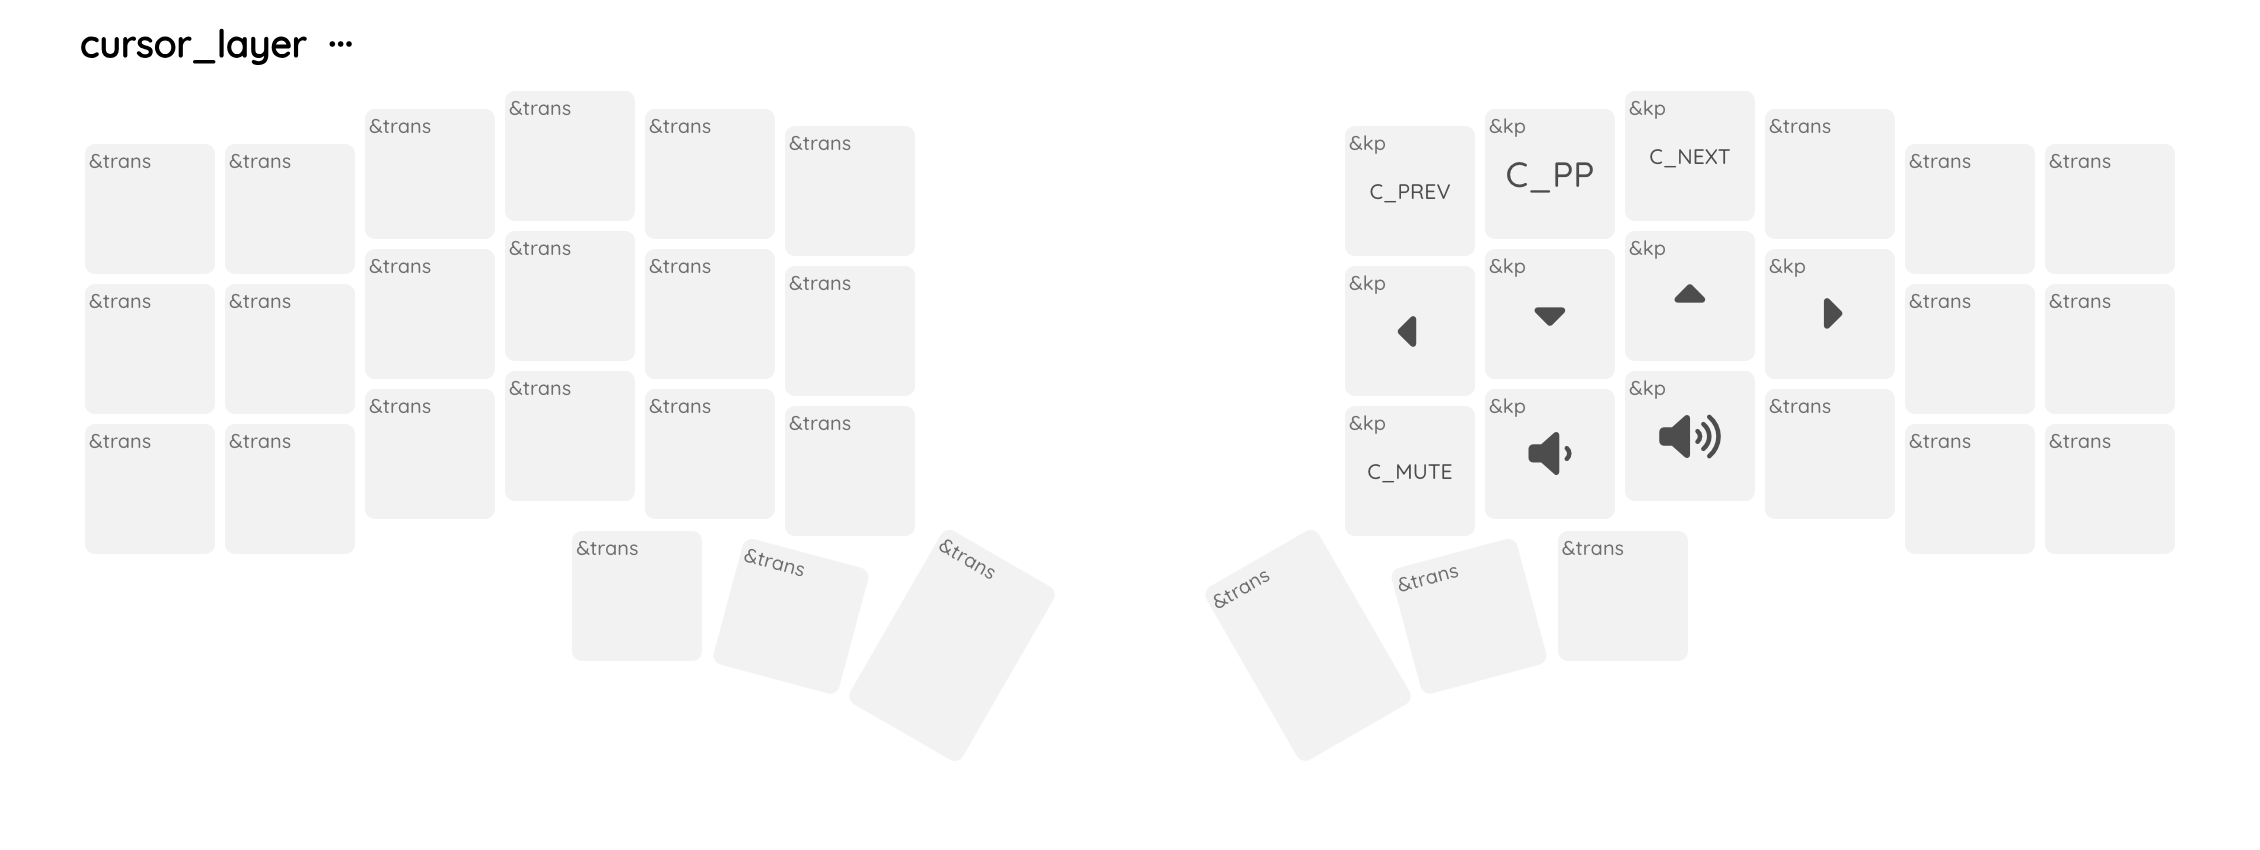 cursor_layer ...
&trans &trans &trans &trans &trans &trans &kp &kp &kp &trans &trans &trans
C_PREV C_PP C_NEXT
&trans &trans &trans &trans &trans &trans &kp &kp &kp &kp &trans &trans
&trans &trans &trans &trans &trans &trans &kp &kp &kp &trans &trans &trans
C_MUTE
&trans &trans &trans &trans &trans &trans